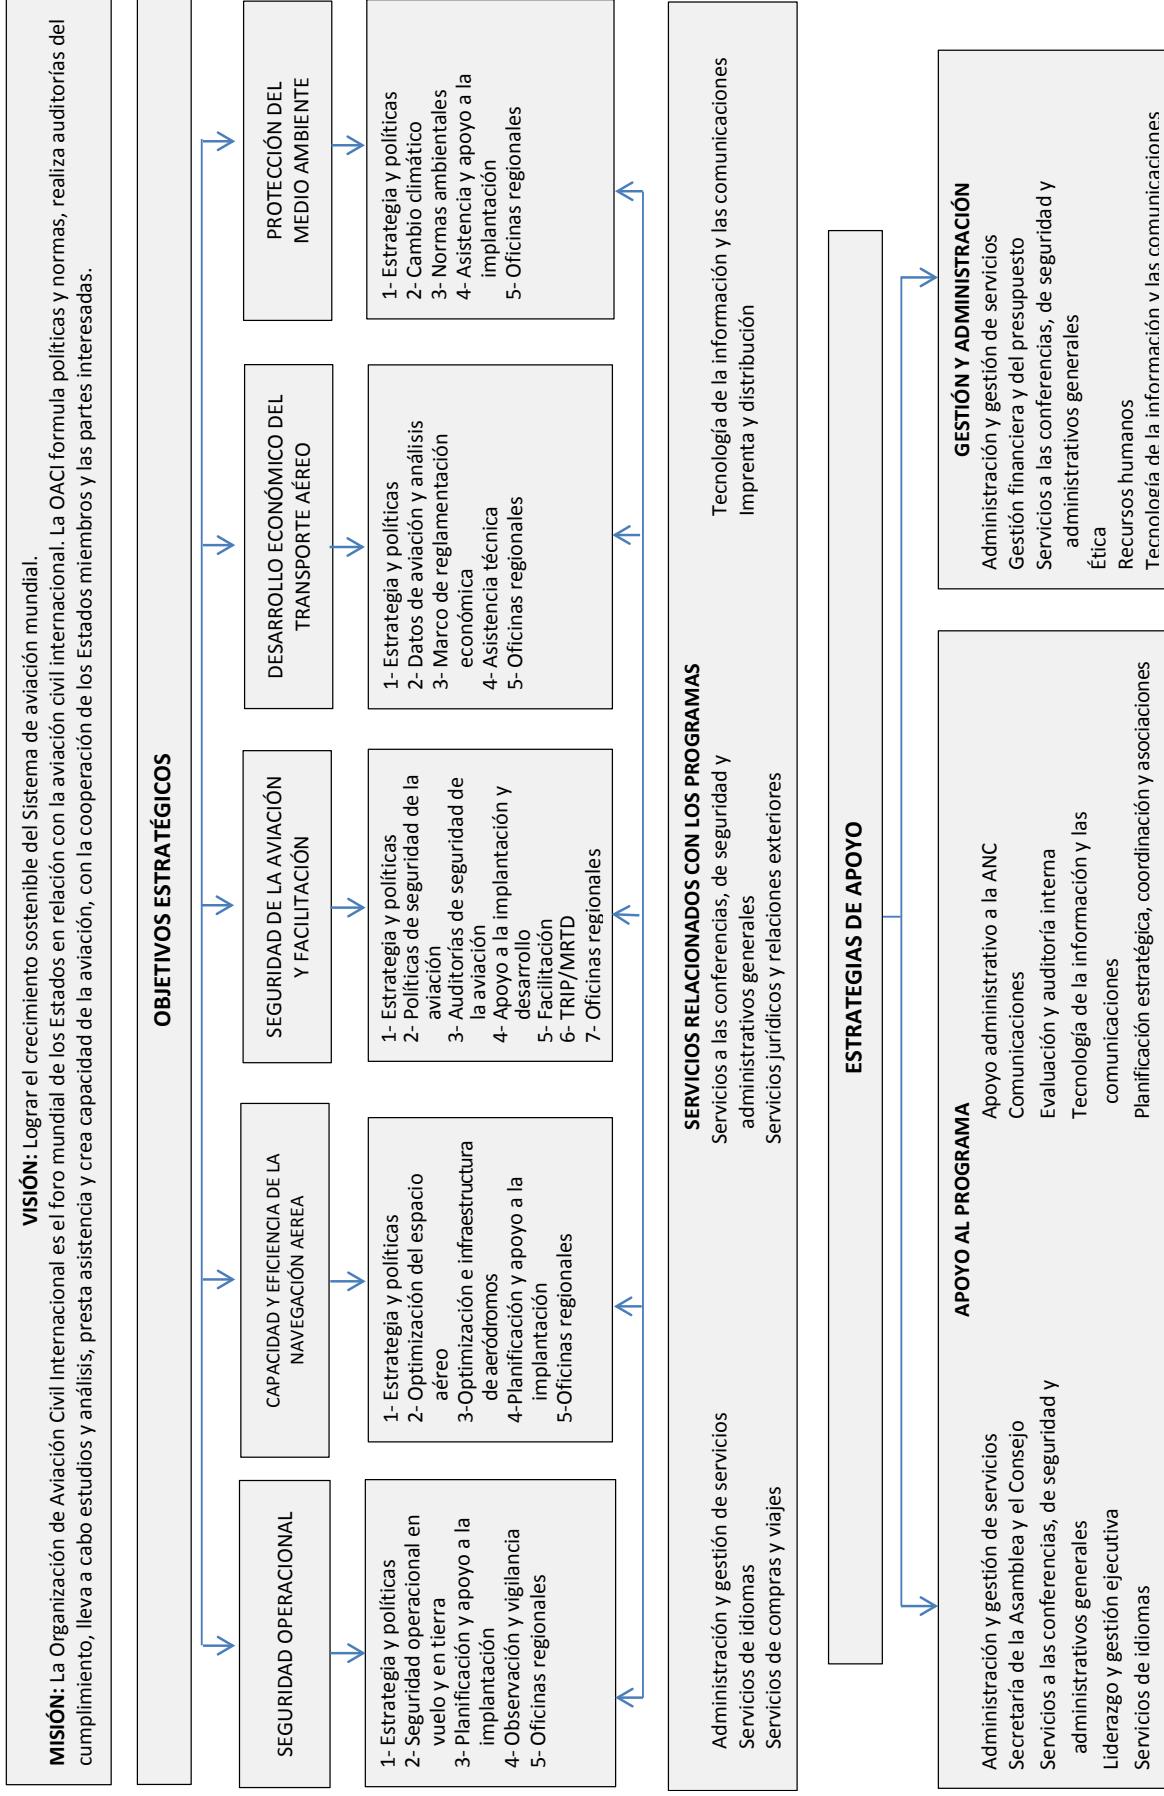 VISIÓN: Lograr el crecimiento sostenible del Sistema de aviación mundial.
MISIÓN: La Organización de Aviación Civil Internacional es el foro mundial de los Estados en relación con la aviación civil internacional. La OACI formula políticas y normas, realiza auditorías del
cumplimiento, lleva a cabo estudios y análisis, presta asistencia y crea capacidad de la aviación, con la cooperación de los Estados miembros y las partes interesadas.
OBJETIVOS ESTRATÉGICOS
SEGURIDAD OPERACIONAL
1- Estrategia y políticas
2- Seguridad operacional en
vuelo y en tierra
3- Planificación y apoyo a la
implantación
4- Observación y vigilancia
5- Oficinas regionales
CAPACIDAD Y EFICIENCIA DE LA
NAVEGACIÓN AEREA
1- Estrategia y políticas
2- Optimización del espacio
aéreo
3-Optimización e infraestructura
de aeródromos
4-Planificación y apoyo a la
implantación
5-Oficinas regionales
SEGURIDAD DE LA AVIACIÓN
Y FACILITACIÓN
1- Estrategia y políticas
2- Políticas de seguridad de la
aviación
3- Auditorías de seguridad de
la aviación
4- Apoyo a la implantación y
desarrollo
5- Facilitación
6- TRIP/MRTD
7- Oficinas regionales
DESARROLLO ECONÓMICO DEL
TRANSPORTE AÉREO
1- Estrategia y políticas
2- Datos de aviación y análisis
3- Marco de reglamentación
económica
4- Asistencia técnica
5- Oficinas regionales
PROTECCIÓN DEL
MEDIO AMBIENTE
1- Estrategia y políticas
2- Cambio climático
3- Normas ambientales
4- Asistencia y apoyo a la
implantación
5- Oficinas regionales
SERVICIOS RELACIONADOS CON LOS PROGRAMAS
Administración y gestión de servicios
Servicios de idiomas
Servicios de compras y viajes
Servicios a las conferencias, de seguridad y
administrativos generales
Servicios jurídicos y relaciones exteriores
Tecnología de la información y las comunicaciones
Imprenta y distribución
ESTRATEGIAS DE APOYO
APOYO AL PROGRAMA
Administración y gestión de servicios
Secretaría de la Asamblea y el Consejo
Servicios a las conferencias, de seguridad y
administrativos generales
Liderazgo y gestión ejecutiva
Servicios de idiomas
Apoyo administrativo a la ANC
Comunicaciones
Evaluación y auditoría interna
Tecnología de la información y las
comunicaciones
Planificación estratégica, coordinación y asociaciones
GESTIÓN Y ADMINISTRACIÓN
Administración y gestión de servicios
Gestión financiera y del presupuesto
Servicios a las conferencias, de seguridad y
administrativos generales
Ética
Recursos humanos
Tecnología de la información y las comunicaciones